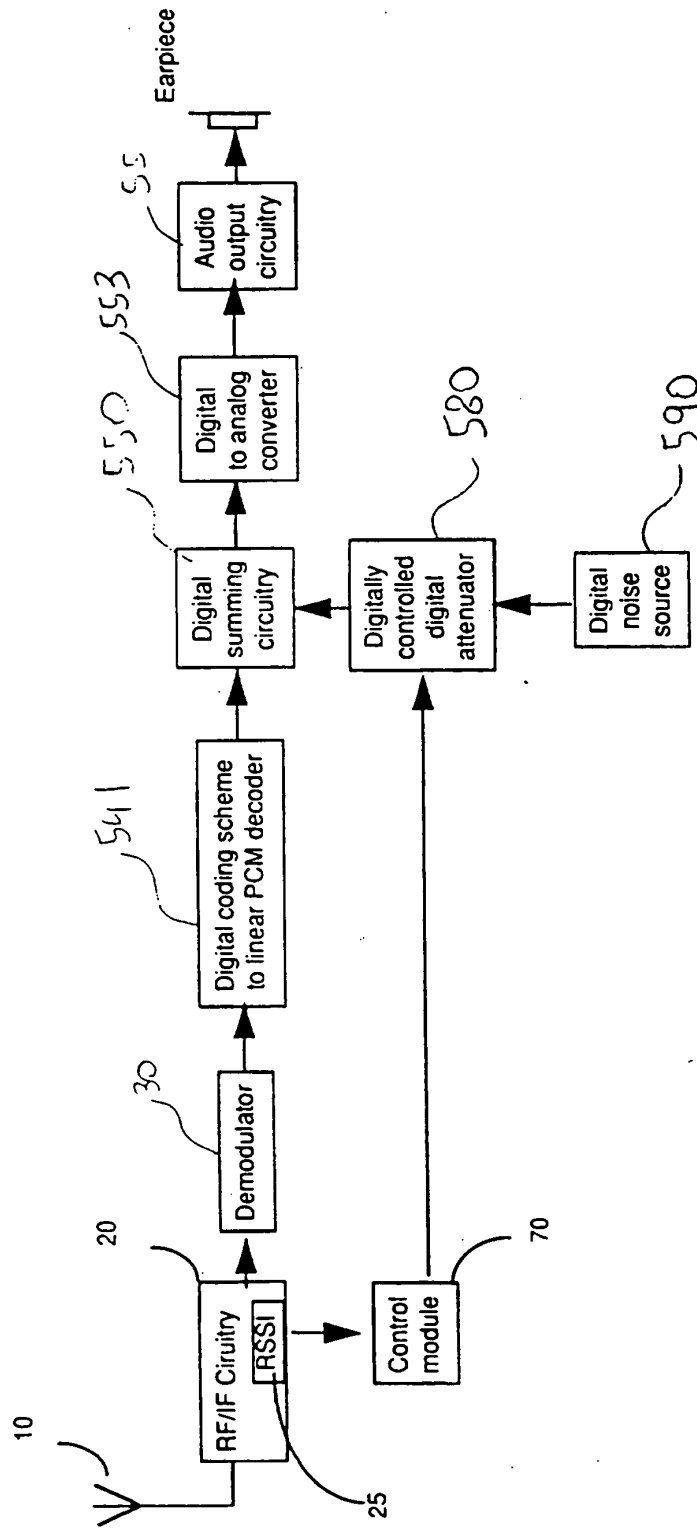 10
20
RF/IF Ciruitry
RSSI
25
30
Demodulator
541
Digital coding scheme
to linear PCM decoder
550
Digital
summing
circuitry
553
Digital
to analog
converter
55
Audio
output
circuitry
Earpiece
Control
module
70
Digitally
controlled
digital
attenuator
580
Digital
noise
source
590